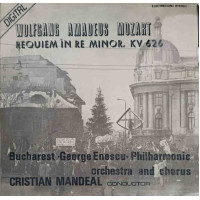 DIGITAL
WOLFGANG AMADEUS MOZART
REQUIEM ÎN RE MINOR, KV 626
Bucharest •George Enescu• Philharmonic
orchestra and chorus
CRISTIAN MANDEAL CONDUCTOR